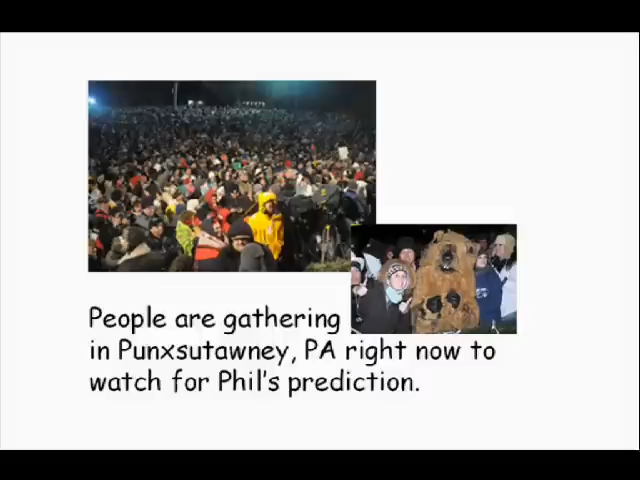 People are gathering
in Punxsutawney, PA right now to
watch for Phil's prediction.